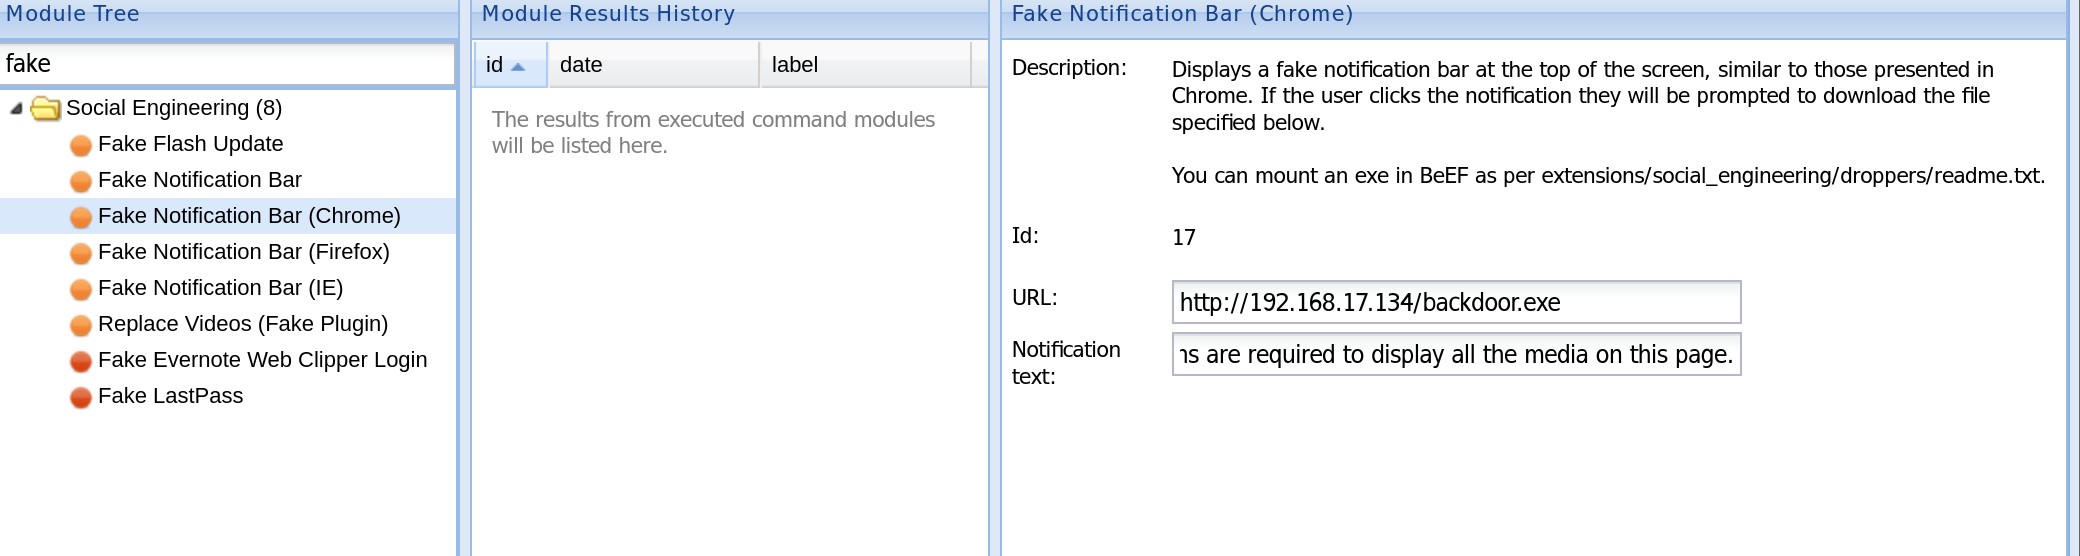 Module Tree
fake
Social Engineering (8)
Fake Flash Update
Fake Notification Bar
Fake Notification Bar (Chrome)
Fake Notification Bar (Firefox)
Fake Notification Bar (IE)
Replace Videos (Fake Plugin)
Fake Evernote Web Clipper Login
Fake LastPass
Module Results History
id date label
The results from executed command modules
will be listed here.
Fake Notification Bar (Chrome)
Description: Displays a fake notification bar at the top of the screen, similar to those presented in
Chrome. If the user clicks the notification they will be prompted to download the file
specified below.
You can mount an exe in BeEF as per extensions/social_engineering/droppers/readme.txt.
Id: 17
URL: http://192.168.17.134/backdoor.exe
Notification
text:
are required to display all the media on this page.